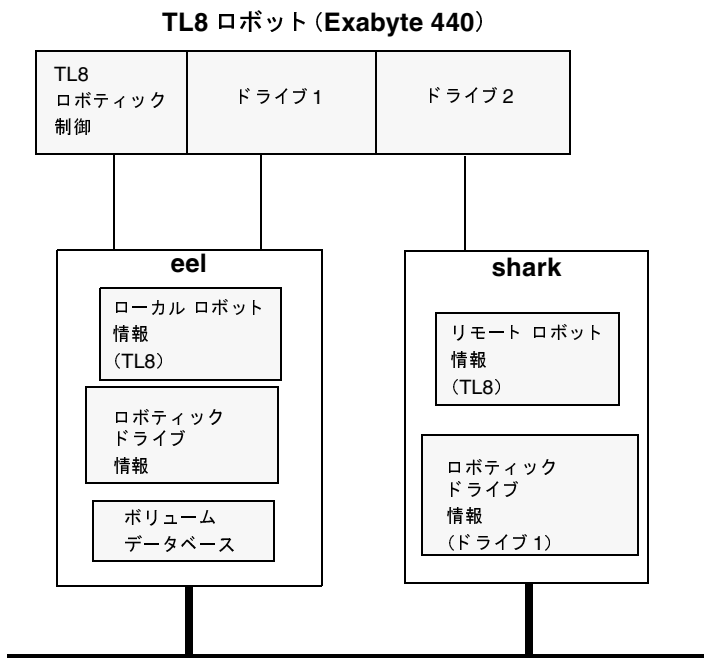 TL8 ロボット（Exabyte 440）
TL8
ロボティック
制御
ドライブ 1
ドライブ 2
eel
ローカル ロボット
情報
（TL8）
ロボティック
ドライブ
情報
ボリューム
データベース
shark
リモート ロボット
情報
（TL8）
ロボティック
ドライブ
情報
（ドライブ 1）